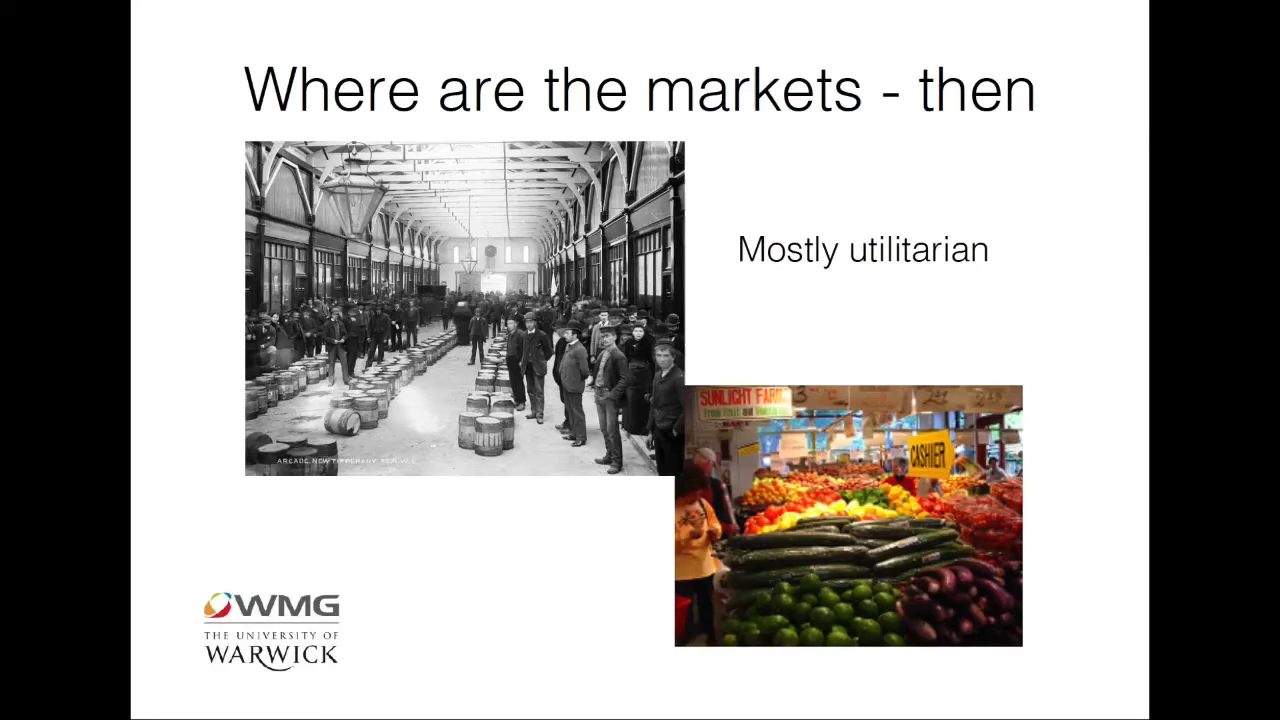 Where are the markets - then
Mostly utilitarian
SUNLIGHT FARM
CASHIER
WMG
THE UNIVERSITY OF
WARWICK